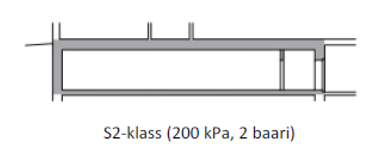 S2-klass (200 kPa, 2 baari)